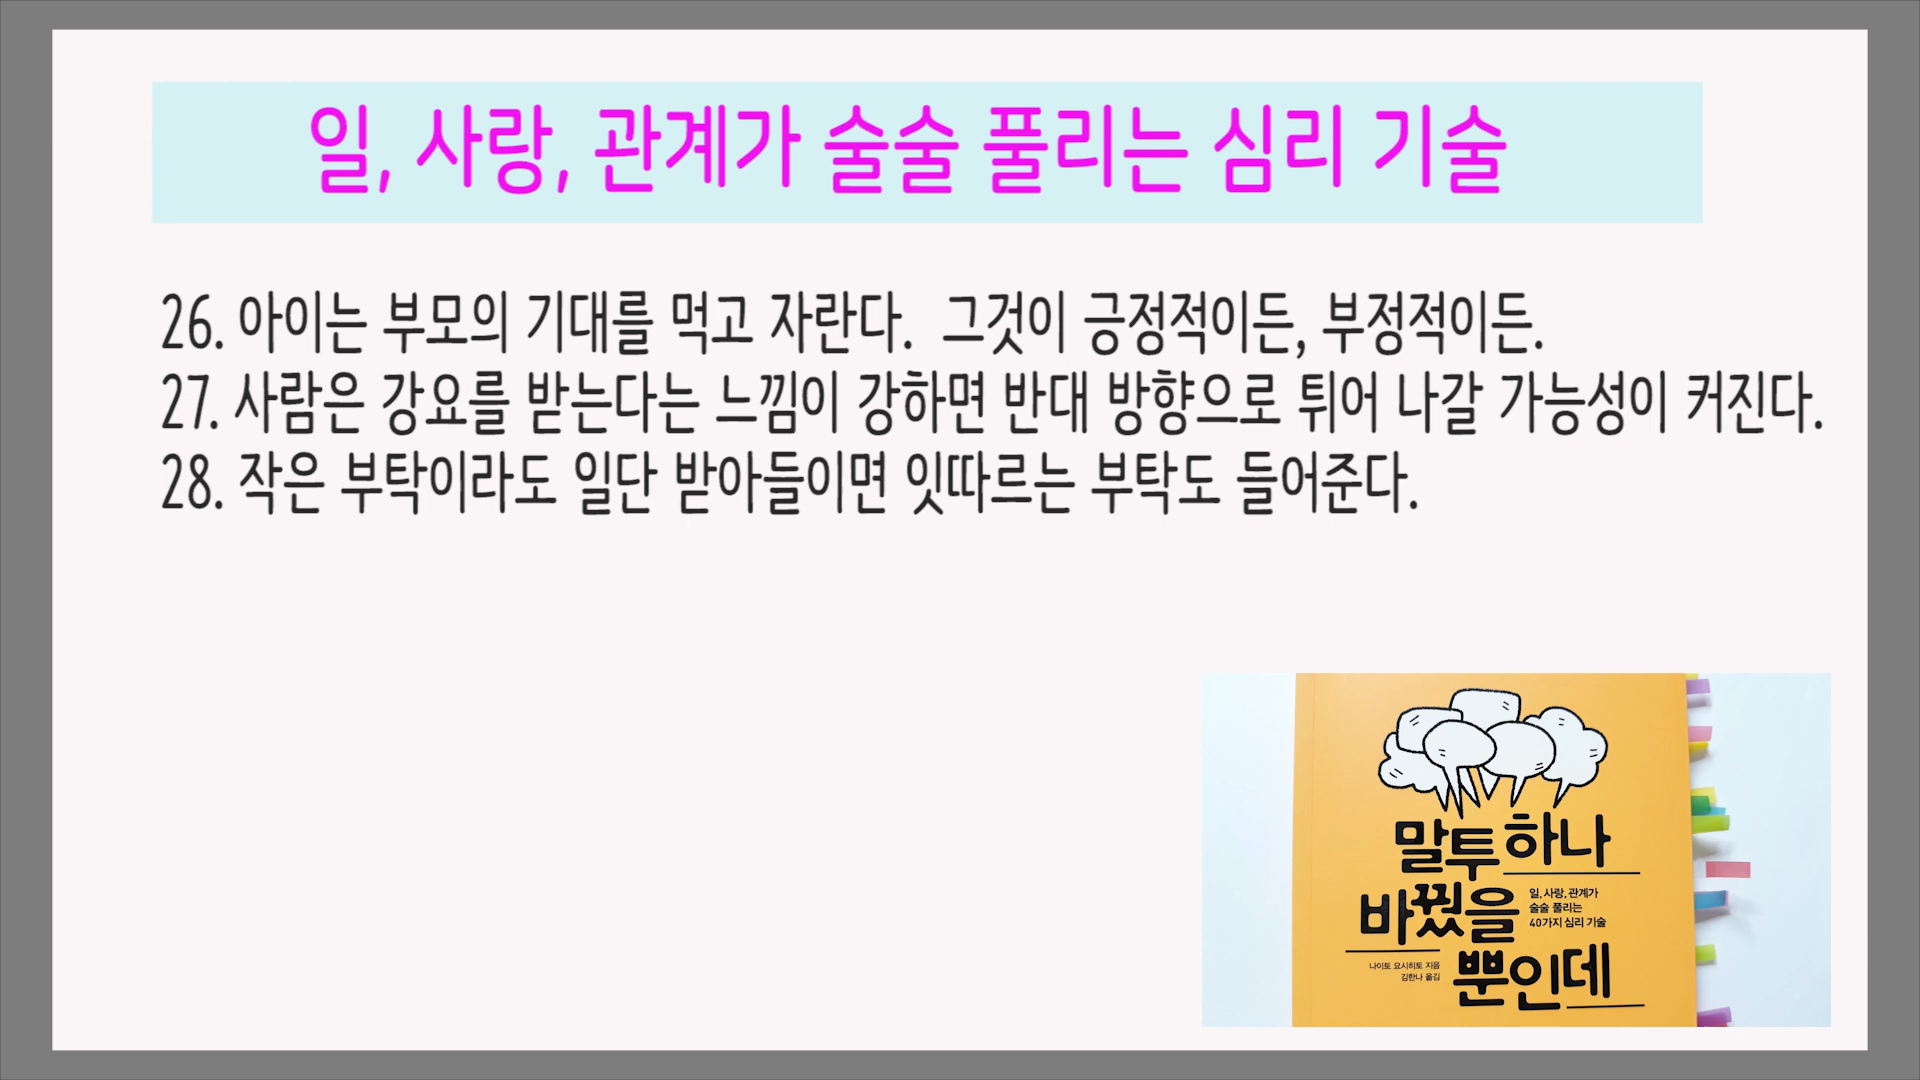 일, 사랑, 관계가 술술 풀리는 심리 기술
26. 아이는 부모의 기대를 먹고 자란다. 그것이 긍정적이든, 부정적이든.
27. 사람은 강요를 받는다는 느낌이 강하면 반대 방향으로 튀어 나갈 가능성이 커진다.
28. 작은 부탁이라도 일단 받아들이면 잇따르는 부탁도 들어준다.
말투 하나
바꿨을
일, 사랑, 관계가
술술 풀리는
40가지 심리 기술
나이토 요시히토 지음
김한나 옮김
뿐인데